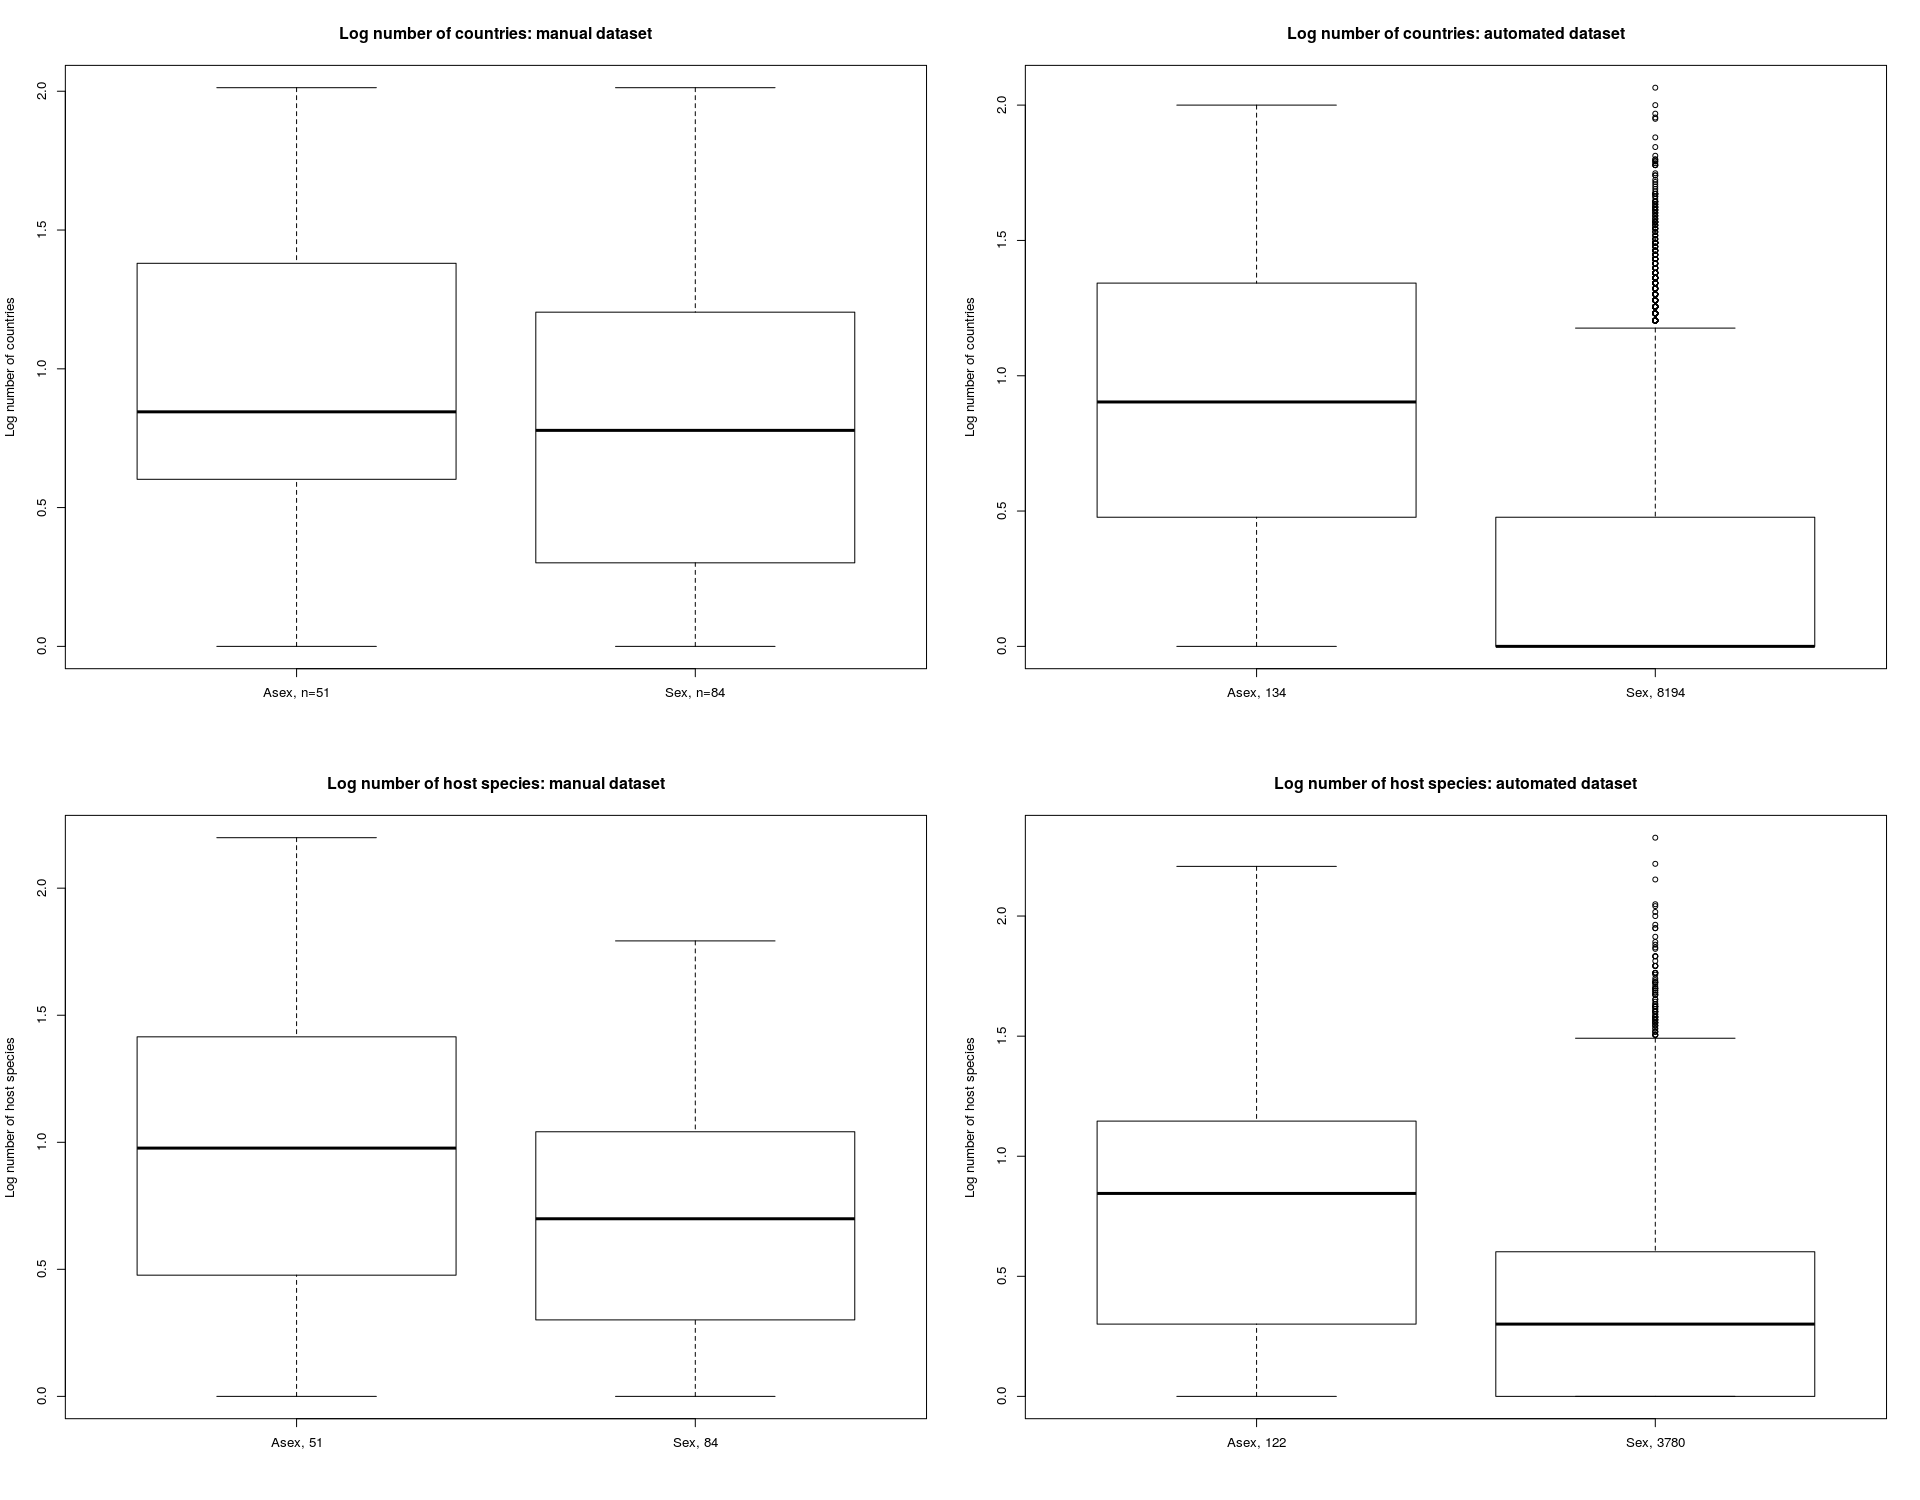 Log number of countries: manual dataset
Log number of countries
2.0
1.5
1.0
0.5
0.0
Asex, n=51
Sex, n=84
Log number of countries: automated dataset
Log number of countries
2.0
1.5
1.0
0.5
0.0
Asex, 134
Sex, 8194
Log number of host species: manual dataset
Log number of host species
2.0
1.5
1.0
0.5
0.0
Asex, 51
Sex, 84
Log number of host species: automated dataset
Log number of host species
2.0
1.5
1.0
0.5
0.0
Asex, 122
Sex, 3780